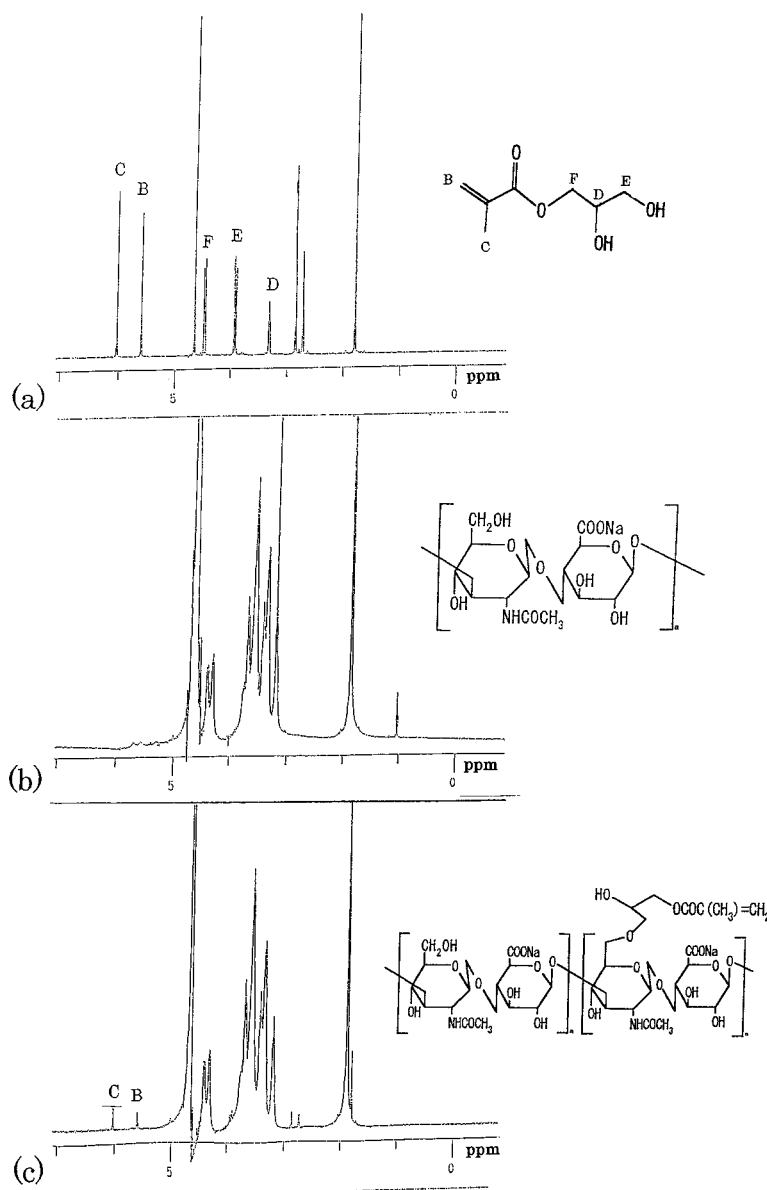 C
B
F
E
D
B
O
F
D
E
O
OH
C
OH
5
ppm
0
(a)
CH₂OH
COONa
O
O
O
O
OH
OH
NHCOCH₃
OH
n
5
ppm
0
(b)
HO
OCOC(CH₃)=CH₂
O
CH₂OH
COONa
COONa
O
O
O
O
O
O
O
O
OH
OH
OH
OH
NHCOCH₃
OH
NHCOCH₃
OH
C
B
5
ppm
0
(c)